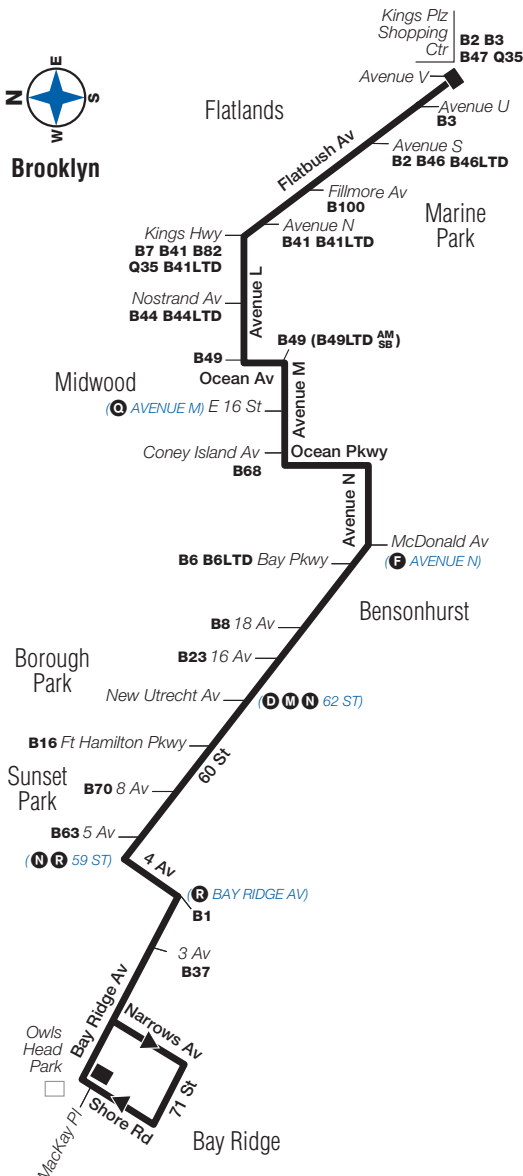 Kings Plz
Shopping
Ctr
B2 B3
B47 Q35
Avenue V
N
E
S
W
Brooklyn
Flatlands
Avenue U
B3
Flatbush Av
Avenue S
B2 B46 B46LTD
Fillmore Av
B100
Marine
Park
Avenue N
B41 B41LTD
Kings Hwy
B7 B41 B82
Q35 B41LTD
Avenue L
Nostrand Av
B44 B44LTD
B49
B49 (B49LTD AM
SB)
Ocean Av
Midwood
Avenue M
(Q AVENUE M) E 16 St
Coney Island Av
B68
Ocean Pkwy
Avenue N
McDonald Av
(F AVENUE N)
B6 B6LTD Bay Pkwy
Bensonhurst
B8 18 Av
B23 16 Av
Borough
Park
New Utrecht Av
(D M N 62 ST)
B16 Ft Hamilton Pkwy
60 St
Sunset
Park
B70 8 Av
B63 5 Av
(N R 59 ST)
4 Av
(R BAY RIDGE AV)
B1
3 Av
B37
Bay Ridge Av
Narrows Av
Owls
Head
Park
71 St
Shore Rd
MacKay Pl
Bay Ridge